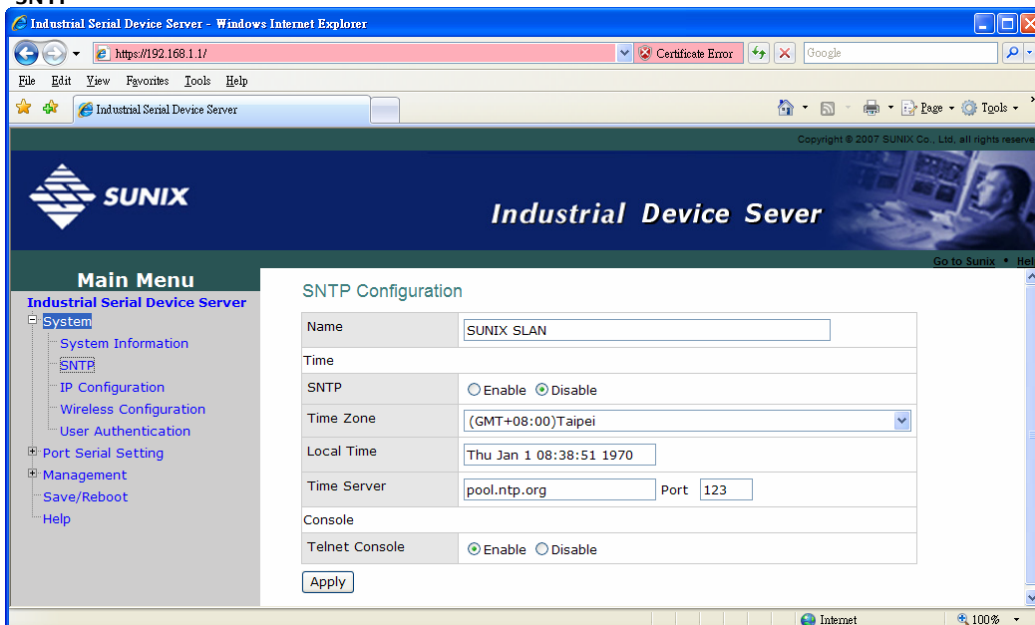 SNTP
Industrial Serial Device Server - Windows Internet Explorer
https://192.168.1.1/ Certificate Error Google
File Edit View Favorites Tools Help
Industrial Serial Device Server Page Tools
Copyright © 2007 SUNIX Co., Ltd, all rights reserve
SUNIX
Industrial Device Sever
Go to Sunix * Hel
Main Menu
Industrial Serial Device Server
System
System Information
SNTP
IP Configuration
Wireless Configuration
User Authentication
Port Serial Setting
Management
Save/Reboot
Help
SNTP Configuration
Name SUNIX SLAN
Time
SNTP Enable Disable
Time Zone (GMT+08:00)Taipei
Local Time Thu Jan 1 08:38:51 1970
Time Server pool.ntp.org Port 123
Console
Telnet Console Enable Disable
Apply
Internet 100%